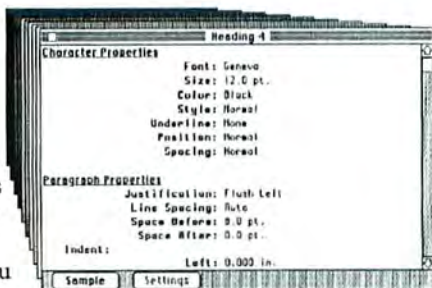 Heading 4
Character Properties
Font: Geneva
Size: 12.0 pt.
Color: Black
Style: Normal
Underline: None
Position: Normal
Spacing: Normal
Paragraph Properties
Justification: Flush Left
Line Spacing: Auto
Space Before: 0.0 pt.
Space After: 0.0 pt.
Indent:
Left: 0.000 in.
Sample Settings
s
u